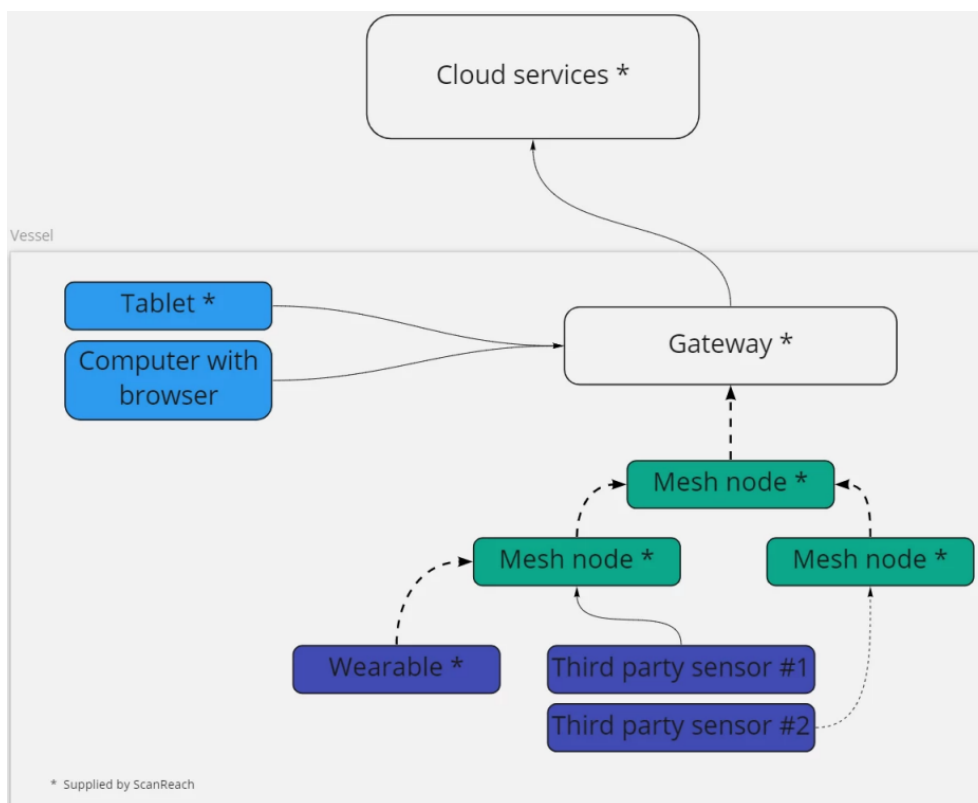 Cloud services *
Vessel
Tablet *
Computer with
browser
Gateway *
Mesh node *
Mesh node *
Mesh node *
Wearable *
Third party sensor #1
Third party sensor #2
* Supplied by ScanReach